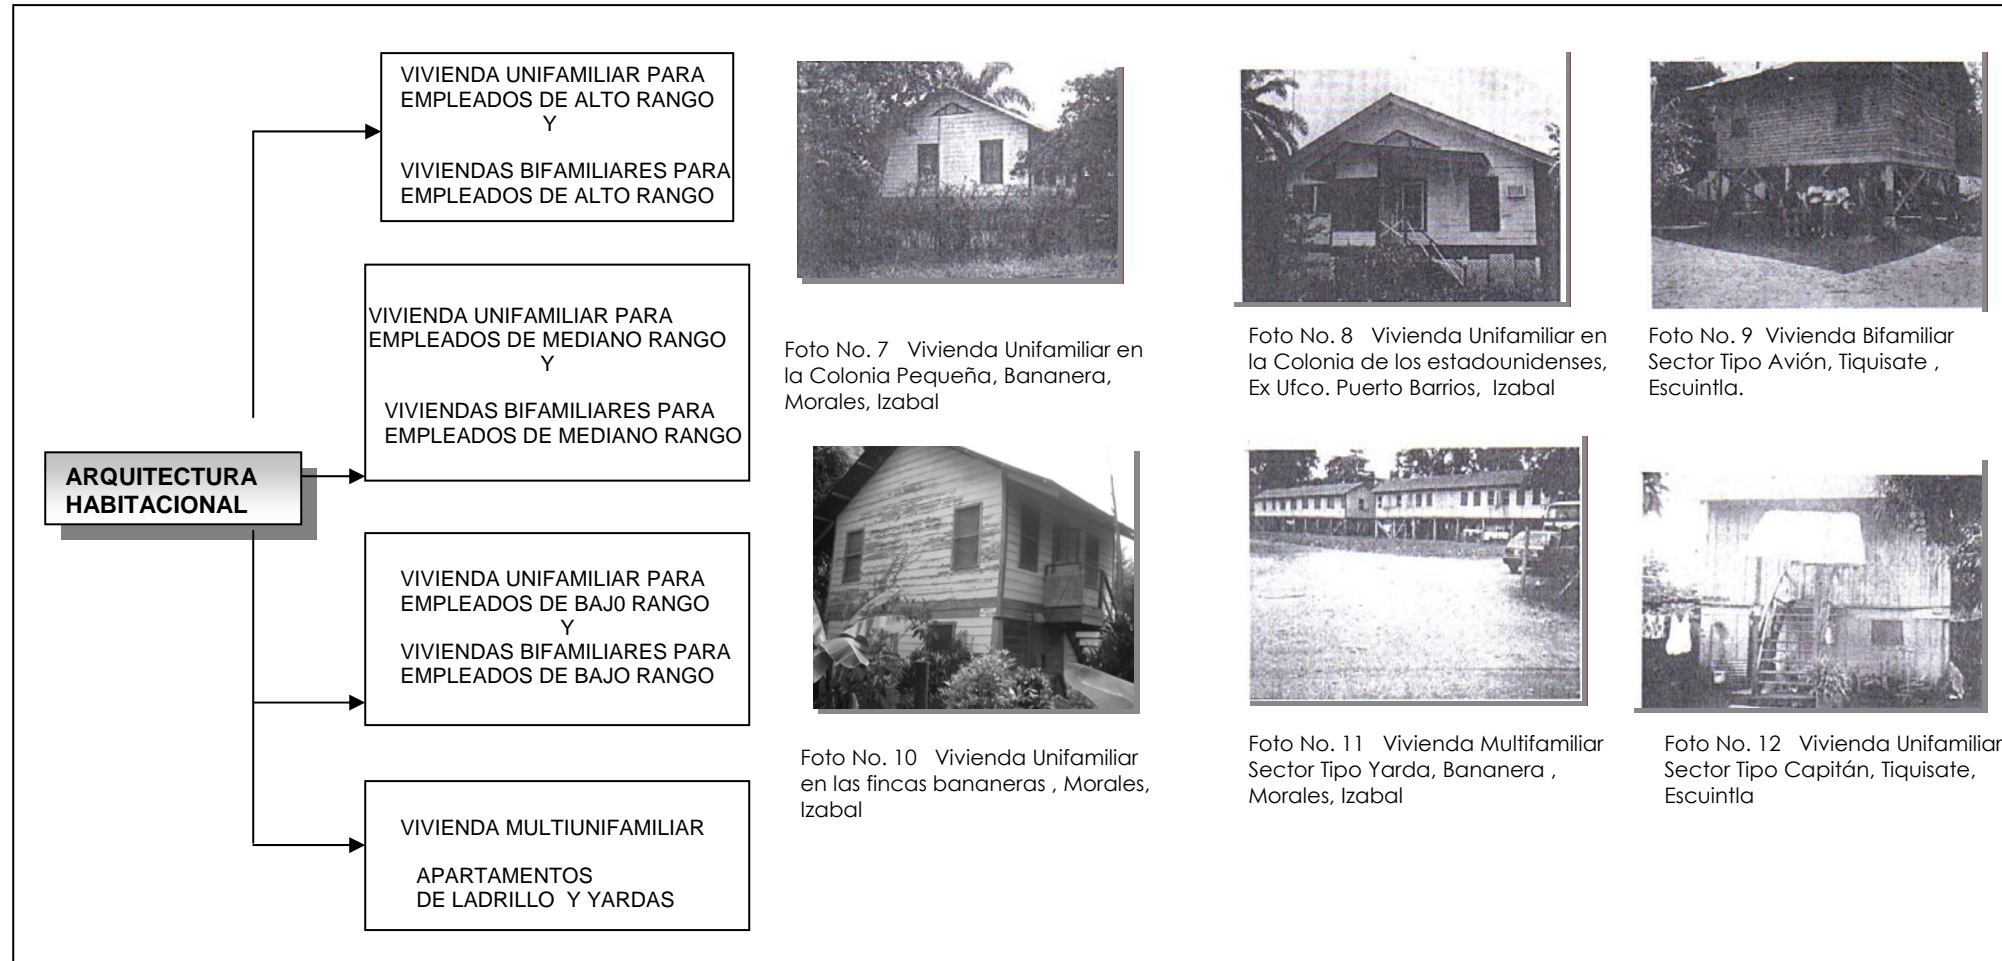 ARQUITECTURA
HABITACIONAL
VIVIENDA UNIFAMILIAR PARA
EMPLEADOS DE ALTO RANGO
Y
VIVIENDAS BIFAMILIARES PARA
EMPLEADOS DE ALTO RANGO
VIVIENDA UNIFAMILIAR PARA
EMPLEADOS DE MEDIANO RANGO
Y
VIVIENDAS BIFAMILIARES PARA
EMPLEADOS DE MEDIANO RANGO
VIVIENDA UNIFAMILIAR PARA
EMPLEADOS DE BAJ0 RANGO
Y
VIVIENDAS BIFAMILIARES PARA
EMPLEADOS DE BAJO RANGO
VIVIENDA MULTIUNIFAMILIAR
APARTAMENTOS
DE LADRILLO Y YARDAS
Foto No. 7 Vivienda Unifamiliar en
la Colonia Pequeña, Bananera,
Morales, Izabal
Foto No. 8 Vivienda Unifamiliar en
la Colonia de los estadounidenses,
Ex Ufco. Puerto Barrios, Izabal
Foto No. 9 Vivienda Bifamiliar
Sector Tipo Avión, Tiquisate ,
Escuintla.
Foto No. 10 Vivienda Unifamiliar
en las fincas bananeras , Morales,
Izabal
Foto No. 11 Vivienda Multifamiliar
Sector Tipo Yarda, Bananera ,
Morales, Izabal
Foto No. 12 Vivienda Unifamiliar
Sector Tipo Capitán, Tiquisate,
Escuintla